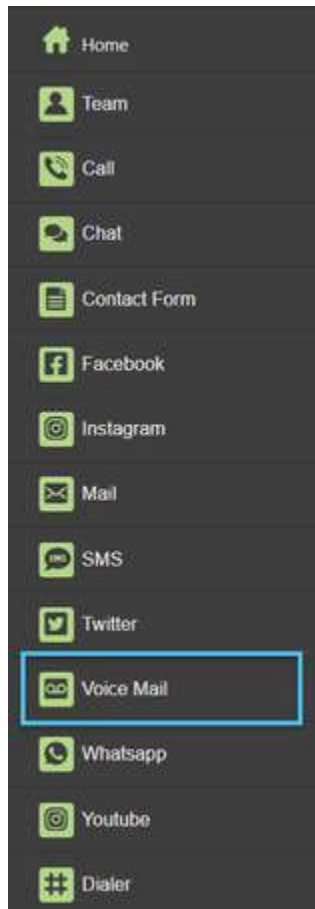 Home
Team
Call
Chat
Contact Form
Facebook
Instagram
Mail
SMS
Twitter
Voice Mail
Whatsapp
Youtube
Dialer